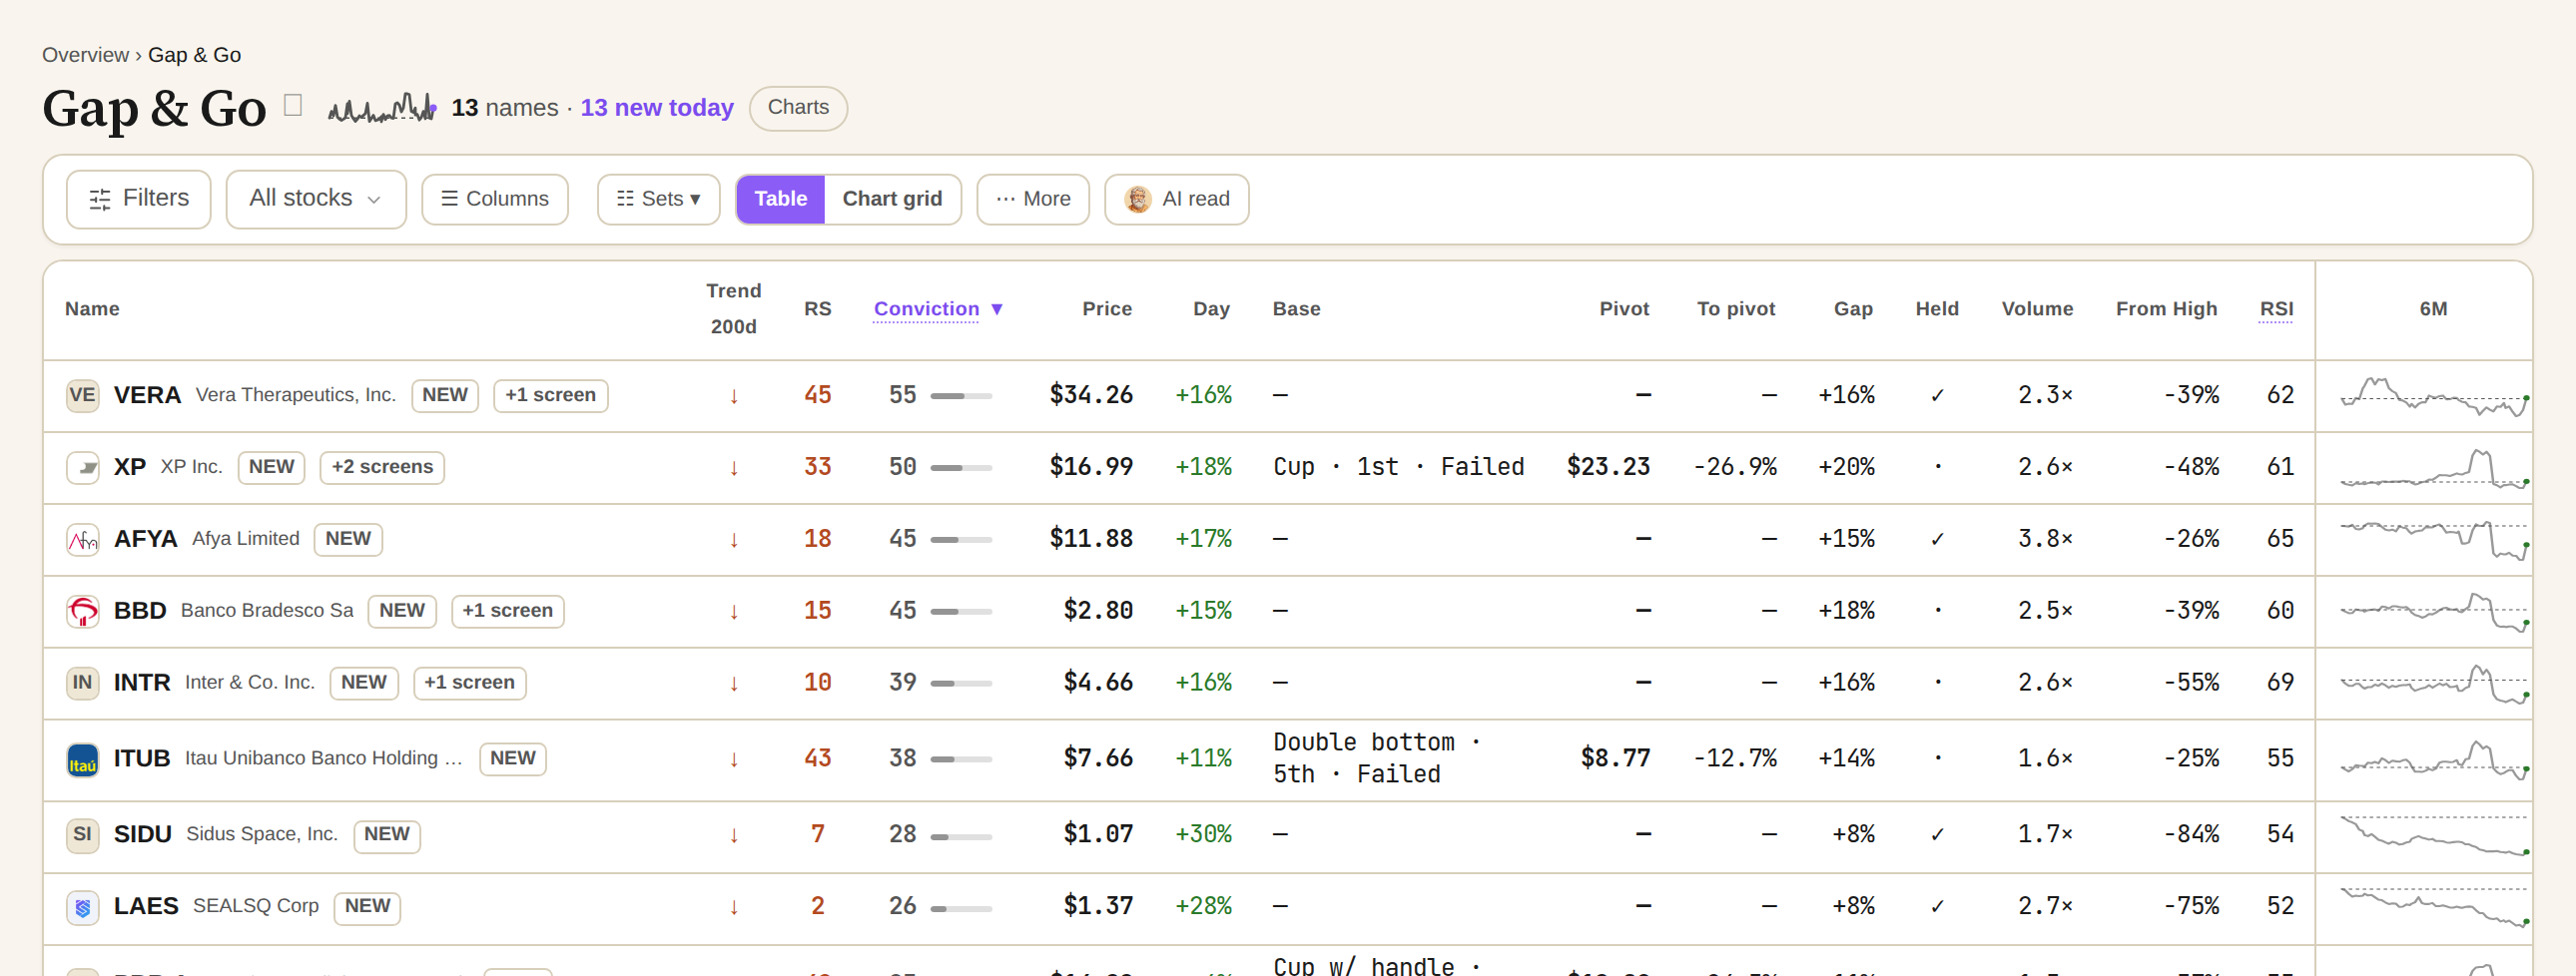 Overview › Gap & Go
Gap & Go 13 names · 13 new today Charts
Filters All stocks Columns Sets ▾ Table Chart grid ··· More AI read
Name Trend 200d RS Conviction ▼ Price Day Base Pivot To pivot Gap Held Volume From High RSI 6M
VE VERA Vera Therapeutics, Inc. NEW +1 screen ↓ 45 55 $34.26 +16% — — — +16% ✓ 2.3× -39% 62
XP XP Inc. NEW +2 screens ↓ 33 50 $16.99 +18% Cup · 1st · Failed $23.23 -26.9% +20% · 2.6× -48% 61
AFYA Afya Limited NEW ↓ 18 45 $11.88 +17% — — — +15% ✓ 3.8× -26% 65
BBD Banco Bradesco Sa NEW +1 screen ↓ 15 45 $2.80 +15% — — — +18% · 2.5× -39% 60
IN INTR Inter & Co. Inc. NEW +1 screen ↓ 10 39 $4.66 +16% — — — +16% · 2.6× -55% 69
Itaú ITUB Itau Unibanco Banco Holding … NEW ↓ 43 38 $7.66 +11% Double bottom · 5th · Failed $8.77 -12.7% +14% · 1.6× -25% 55
SI SIDU Sidus Space, Inc. NEW ↓ 7 28 $1.07 +30% — — — +8% ✓ 1.7× -84% 54
LAES SEALSQ Corp NEW ↓ 2 26 $1.37 +28% — — — +8% ✓ 2.7× -75% 52
Cup w/ handle ·